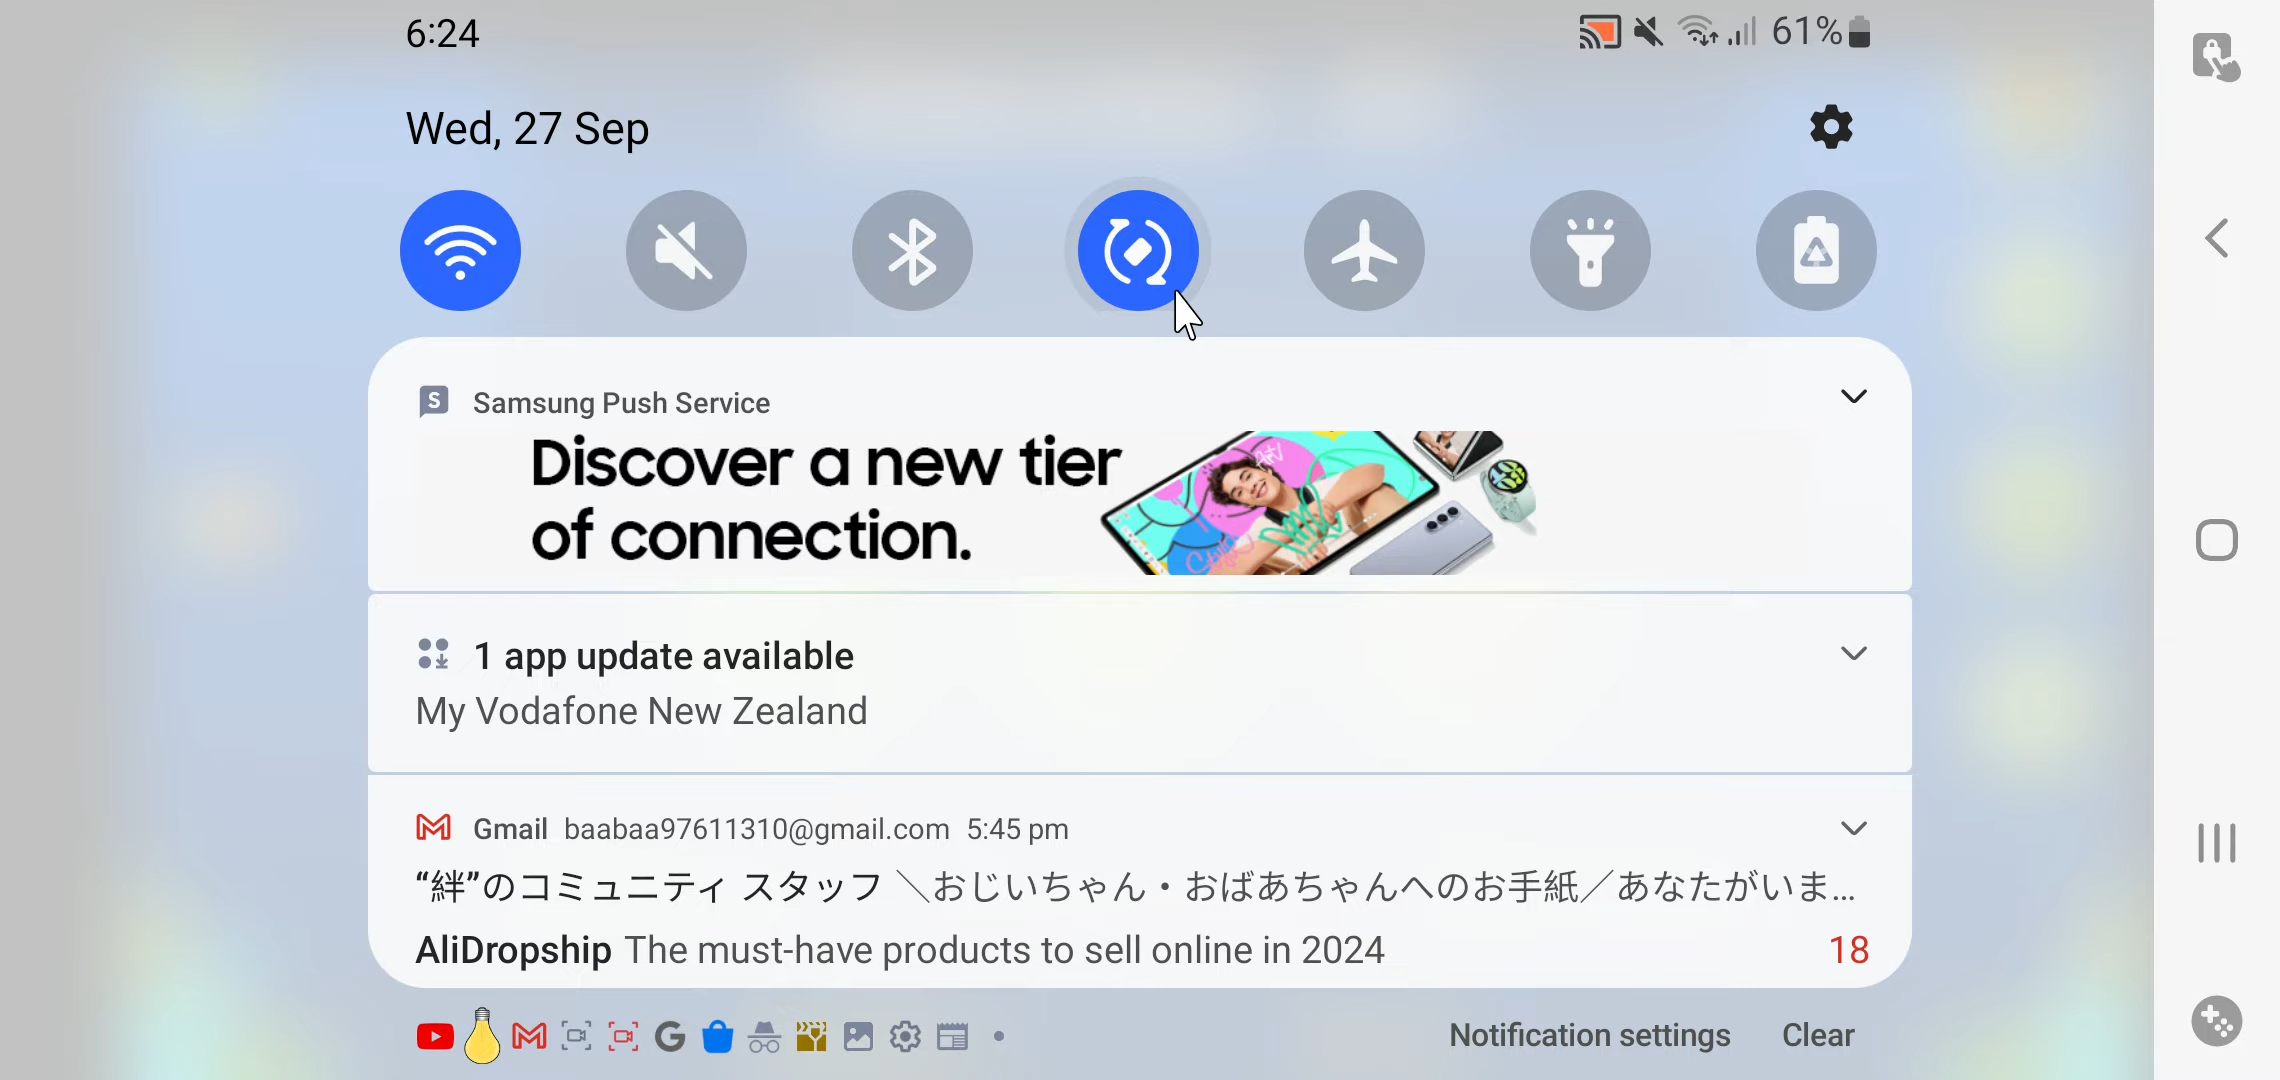 6:24
61%
Wed, 27 Sep
S Samsung Push Service
Discover a new tier
of connection.
1 app update available
My Vodafone New Zealand
Gmail baabaa97611310@gmail.com 5:45 pm
“絆”のコミュニティ スタッフ ＼おじいちゃん・おばあちゃんへのお手紙／あなたがいま…
AliDropship The must-have products to sell online in 2024
18
Notification settings
Clear